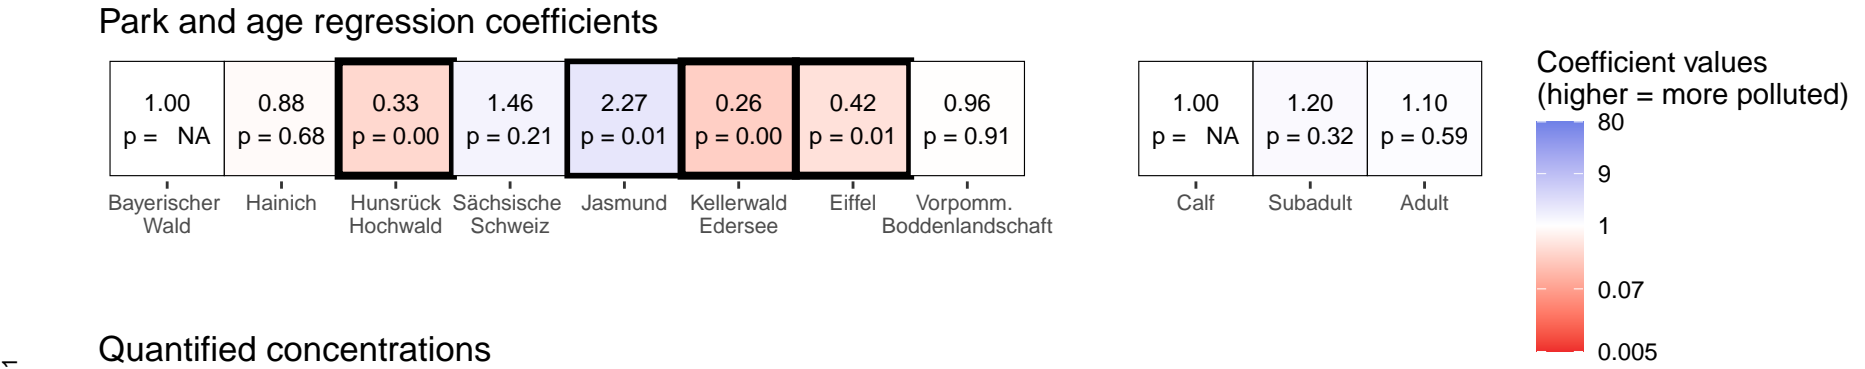 Park and age regression coefficients
1.00 0.88 0.33 1.46 2.27 0.26 0.42 0.96 1.00 1.20 1.10
p = NA p = 0.68 p = 0.00 p = 0.21 p = 0.01 p = 0.00 p = 0.01 p = 0.91 p = NA p = 0.32 p = 0.59
Bayerischer Hainich Hunsrück Sächsische Jasmund Kellerwald Eiffel Vorpomm. Calf Subadult Adult
Wald Hochwald Schweiz Edersee Boddenlandschaft
Coefficient values
(higher = more polluted)
80
9
1
0.07
0.005
Quantified concentrations
1